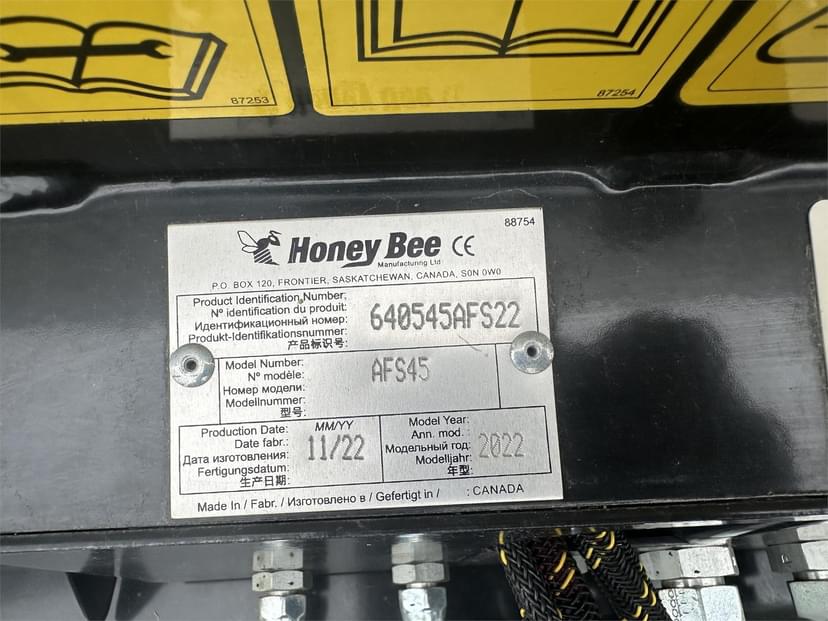 87253
87254
88754
Honey Bee CE
Manufacturing Ltd
P.O. BOX 120, FRONTIER, SASKATCHEWAN, CANADA, S0N 0W0
Product Identification Number:
Nº identification du produit:
Идентификационный номер:
Produkt-Identifikationsnummer:
产品标识号:
640545AFS22
Model Number:
Nº modèle:
Номер модели:
Modellnummer:
型号:
AFS45
Production Date:
Date fabr.:
Дата изготовления:
Fertigungsdatum:
生产日期:
MM/YY
11/22
Model Year:
Ann. mod. :
Модельный год:
Modelljahr:
年型:
2022
Made In / Fabr. / Изготовлено в / Gefertigt in / : CANADA